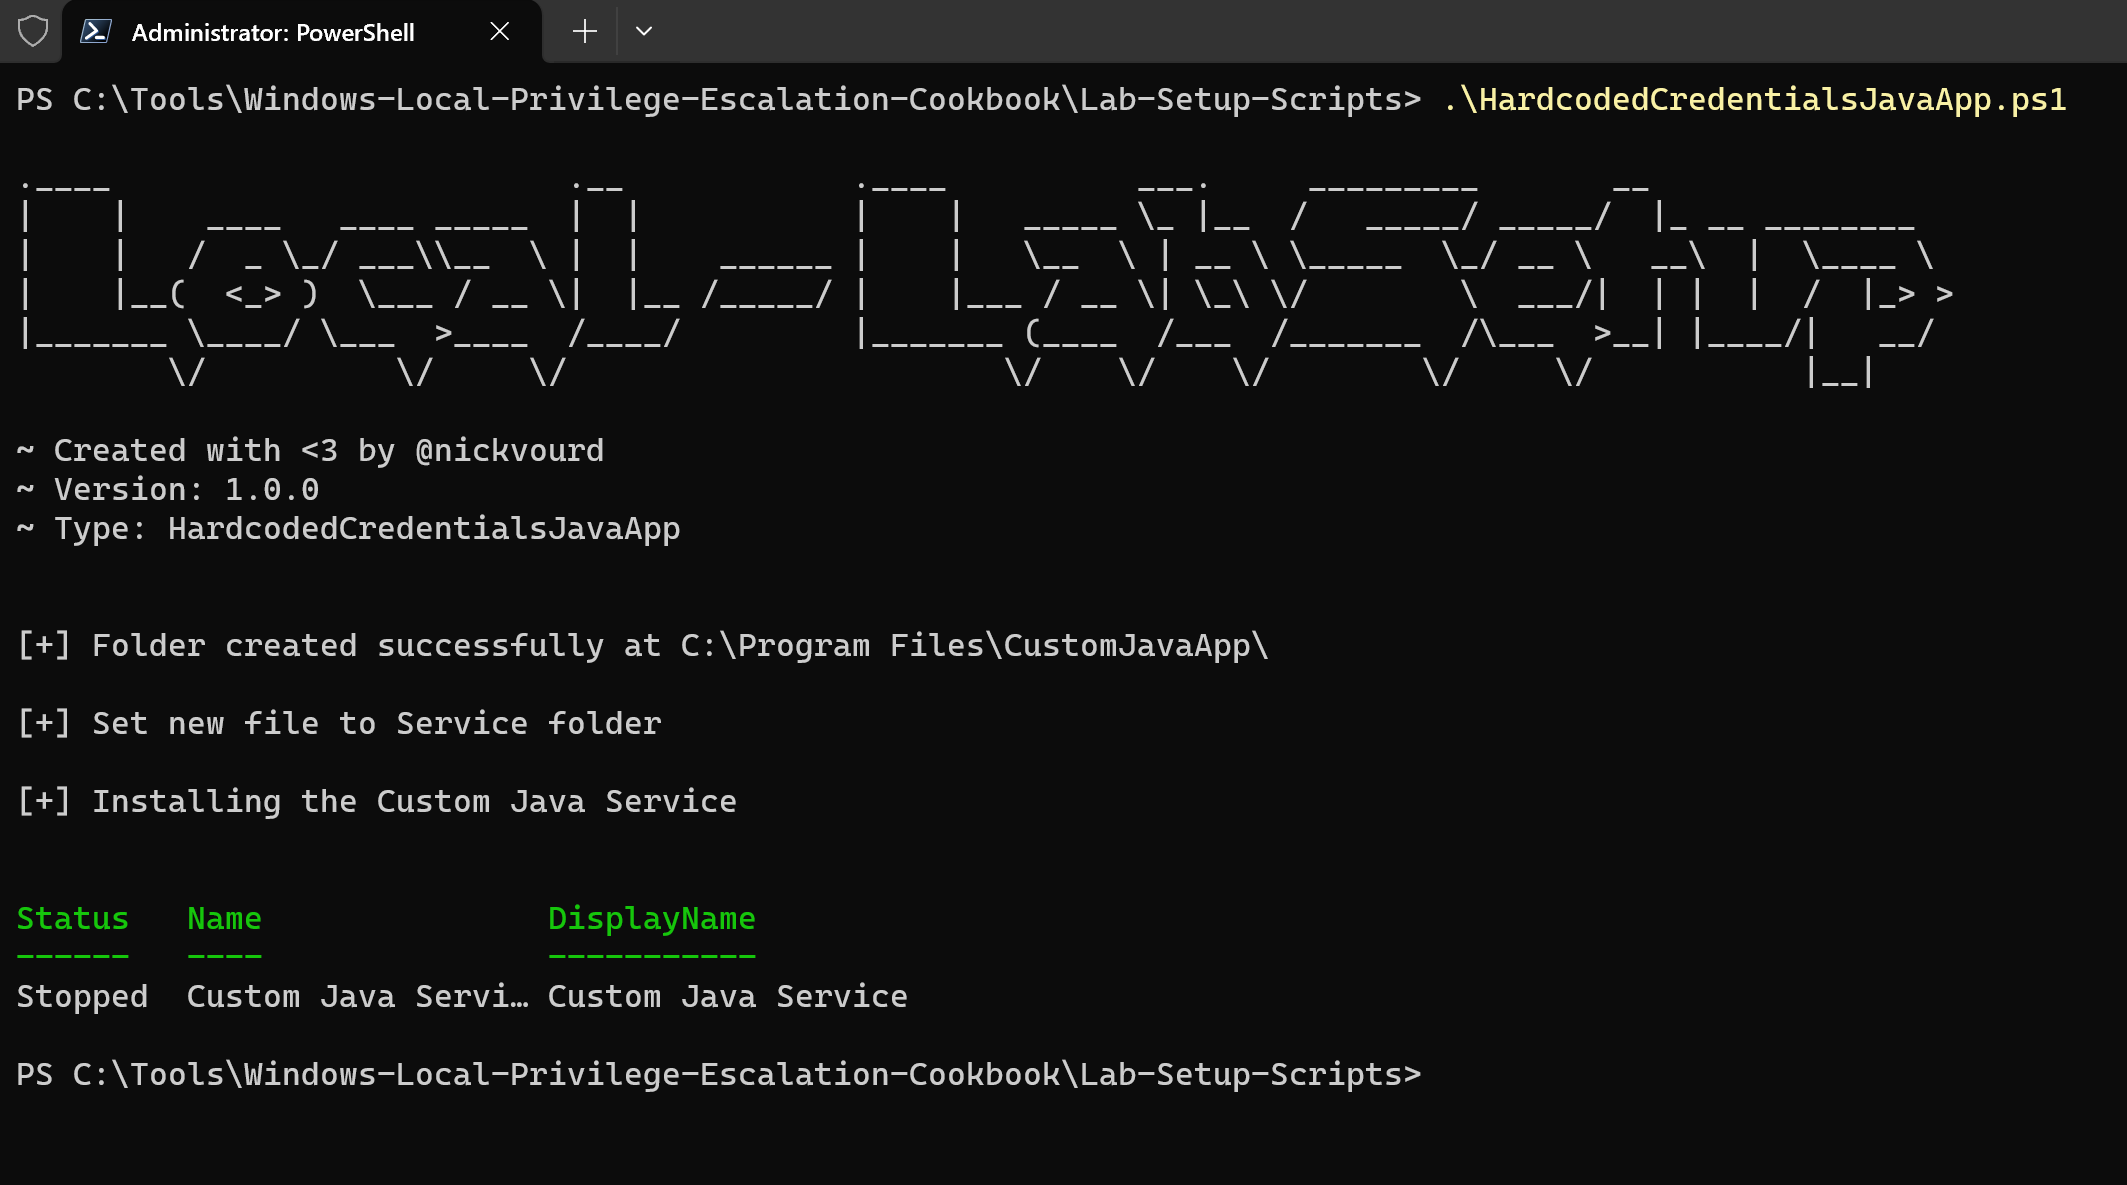 Administrator: PowerShell
PS C:\Tools\Windows-Local-Privilege-Escalation-Cookbook\Lab-Setup-Scripts> .\HardcodedCredentialsJavaApp.ps1
Local-LabSetup
~ Created with <3 by @nickvourd
~ Version: 1.0.0
~ Type: HardcodedCredentialsJavaApp
[+] Folder created successfully at C:\Program Files\CustomJavaApp\
[+] Set new file to Service folder
[+] Installing the Custom Java Service
Status Name DisplayName
------ ---- -----------
Stopped Custom Java Servi… Custom Java Service
PS C:\Tools\Windows-Local-Privilege-Escalation-Cookbook\Lab-Setup-Scripts>